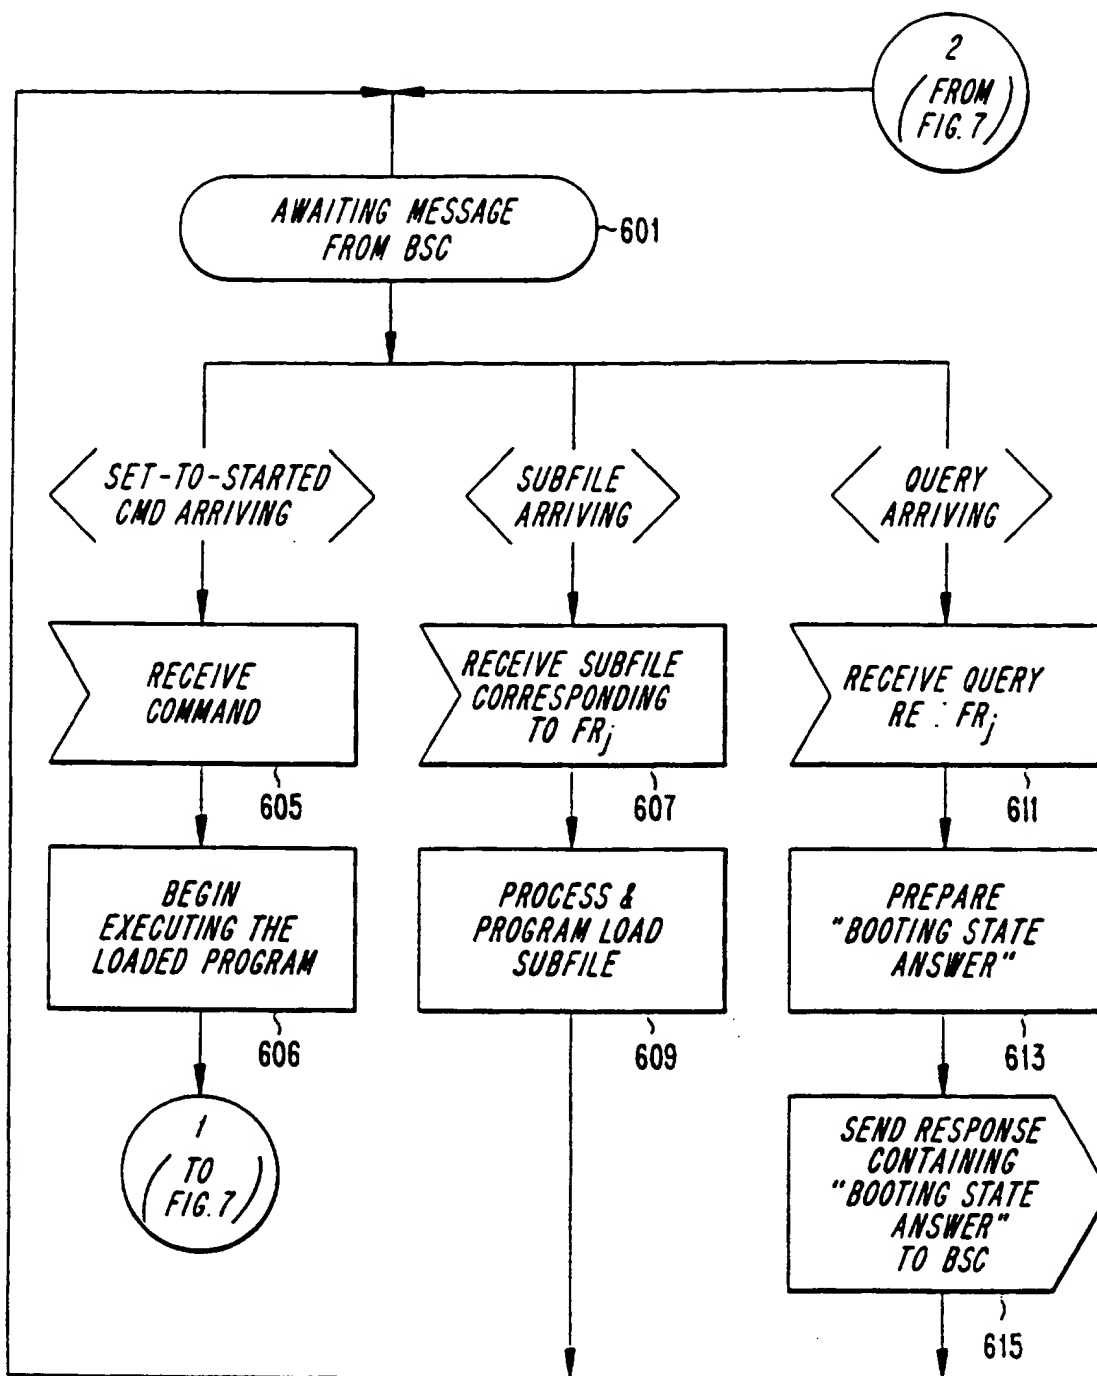 2
(FROM
FIG. 7)
AWAITING MESSAGE
FROM BSC
601
SET-TO-STARTED
CMD ARRIVING
SUBFILE
ARRIVING
QUERY
ARRIVING
RECEIVE
COMMAND
605
RECEIVE SUBFILE
CORRESPONDING
TO FRj
607
RECEIVE QUERY
RE: FRj
611
BEGIN
EXECUTING THE
LOADED PROGRAM
606
PROCESS &
PROGRAM LOAD
SUBFILE
609
PREPARE
"BOOTING STATE
ANSWER"
613
1
(TO
FIG. 7)
SEND RESPONSE
CONTAINING
"BOOTING STATE
ANSWER"
TO BSC
615